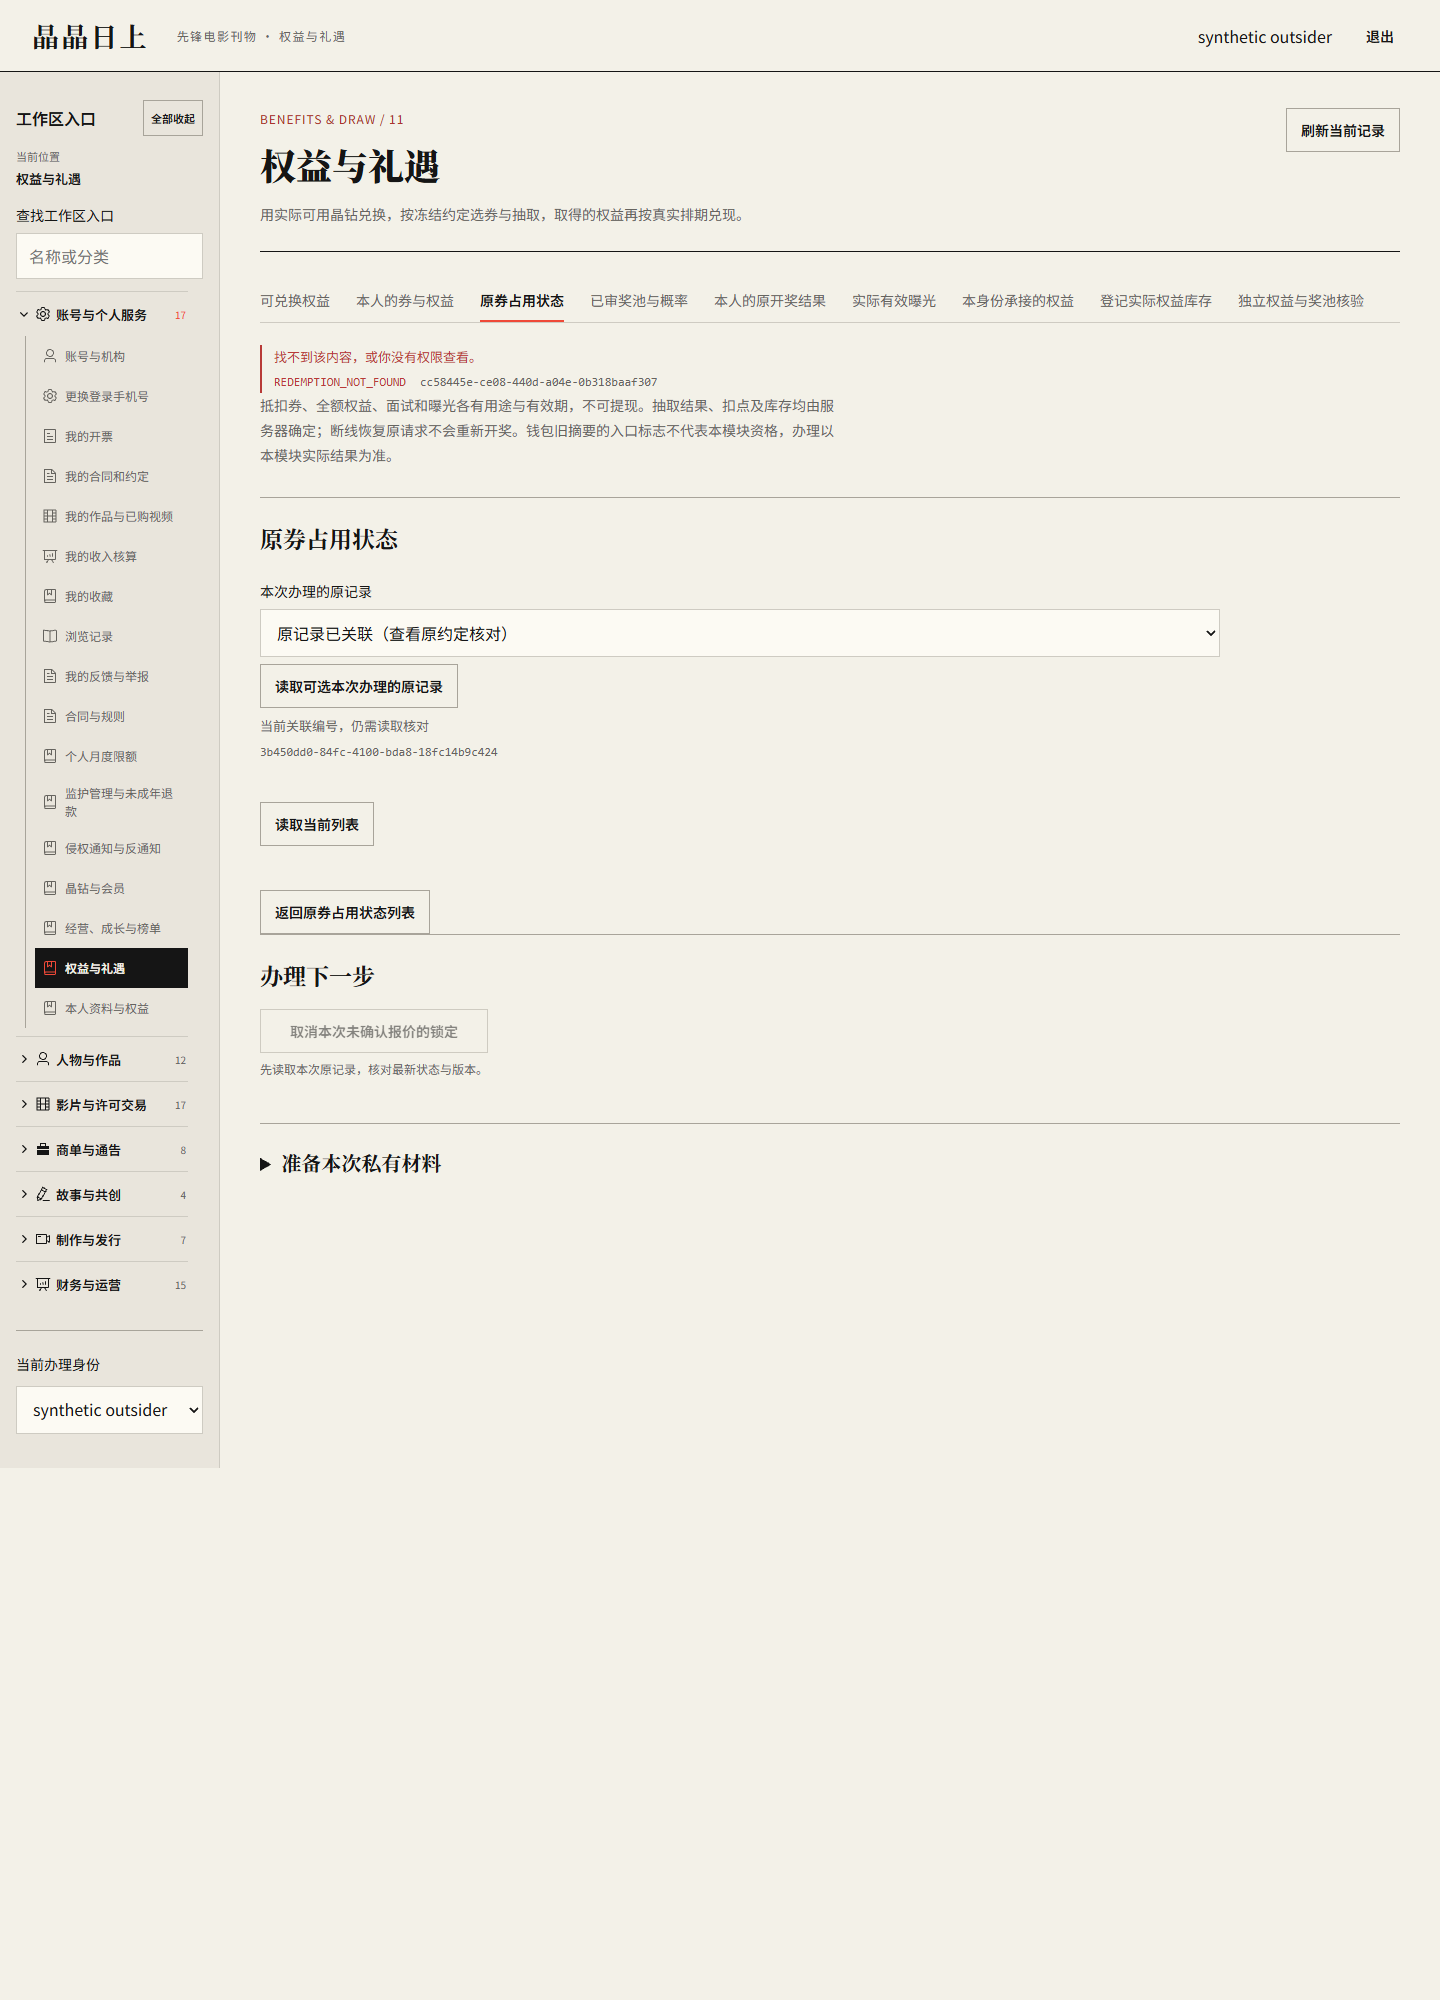 晶晶日上
先锋电影刊物 · 权益与礼遇
synthetic outsider
退出
工作区入口
全部收起
当前位置
权益与礼遇
查找工作区入口
名称或分类
账号与个人服务 17
账号与机构
更换登录手机号
我的开票
我的合同和约定
我的作品与已购视频
我的收入核算
我的收藏
浏览记录
我的反馈与举报
合同与规则
个人月度限额
监护管理与未成年退
款
侵权通知与反通知
晶钻与会员
经营、成长与榜单
权益与礼遇
本人资料与权益
人物与作品 12
影片与许可交易 17
商单与通告 8
故事与共创 4
制作与发行 7
财务与运营 15
当前办理身份
synthetic outsider
BENEFITS & DRAW / 11
权益与礼遇
刷新当前记录
用实际可用晶钻兑换，按冻结约定选券与抽取，取得的权益再按真实排期兑现。
可兑换权益 本人的券与权益 原券占用状态 已审奖池与概率 本人的原开奖结果 实际有效曝光 本身份承接的权益 登记实际权益库存 独立权益与奖池核验
找不到该内容，或你没有权限查看。
REDEMPTION_NOT_FOUND cc58445e-ce08-440d-a04e-0b318baaf307
抵扣券、全额权益、面试和曝光各有用途与有效期，不可提现。抽取结果、扣点及库存均由服
务器确定；断线恢复原请求不会重新开奖。钱包旧摘要的入口标志不代表本模块资格，办理以
本模块实际结果为准。
原券占用状态
本次办理的原记录
原记录已关联（查看原约定核对）
读取可选本次办理的原记录
当前关联编号，仍需读取核对
3b450dd0-84fc-4100-bda8-18fc14b9c424
读取当前列表
返回原券占用状态列表
办理下一步
取消本次未确认报价的锁定
先读取本次原记录，核对最新状态与版本。
准备本次私有材料